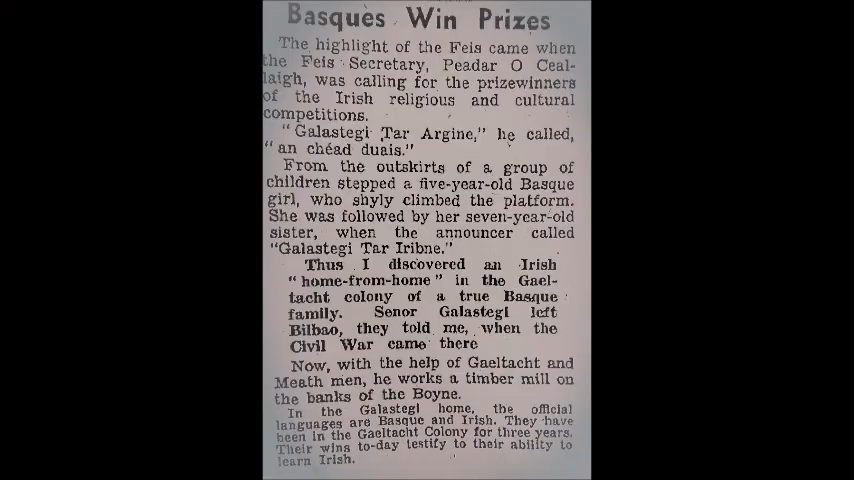 Basques Win Prizes
The highlight of the Feis came when
the Feis Secretary, Peadar O Ceal-
laigh, was calling for the prizewinners
of the Irish religious and cultural
competitions.
"Galastegi Tar Argine," he called,
"an chéad duais."
From the outskirts of a group of
children stepped a five-year-old Basque
girl, who shyly climbed the platform.
She was followed by her seven-year-old
sister, when the announcer called
"Galastegi Tar Iribne."
Thus I discovered an Irish
"home-from-home" in the Gael-
tacht colony of a true Basque
family. Senor Galastegi left
Bilbao, they told me, when the
Civil War came there
Now, with the help of Gaeltacht and
Meath men, he works a timber mill on
the banks of the Boyne.
In the Galastegi home, the official
languages are Basque and Irish. They have
been in the Gaeltacht Colony for three years.
Their wins to-day testify to their ability to
learn Irish.